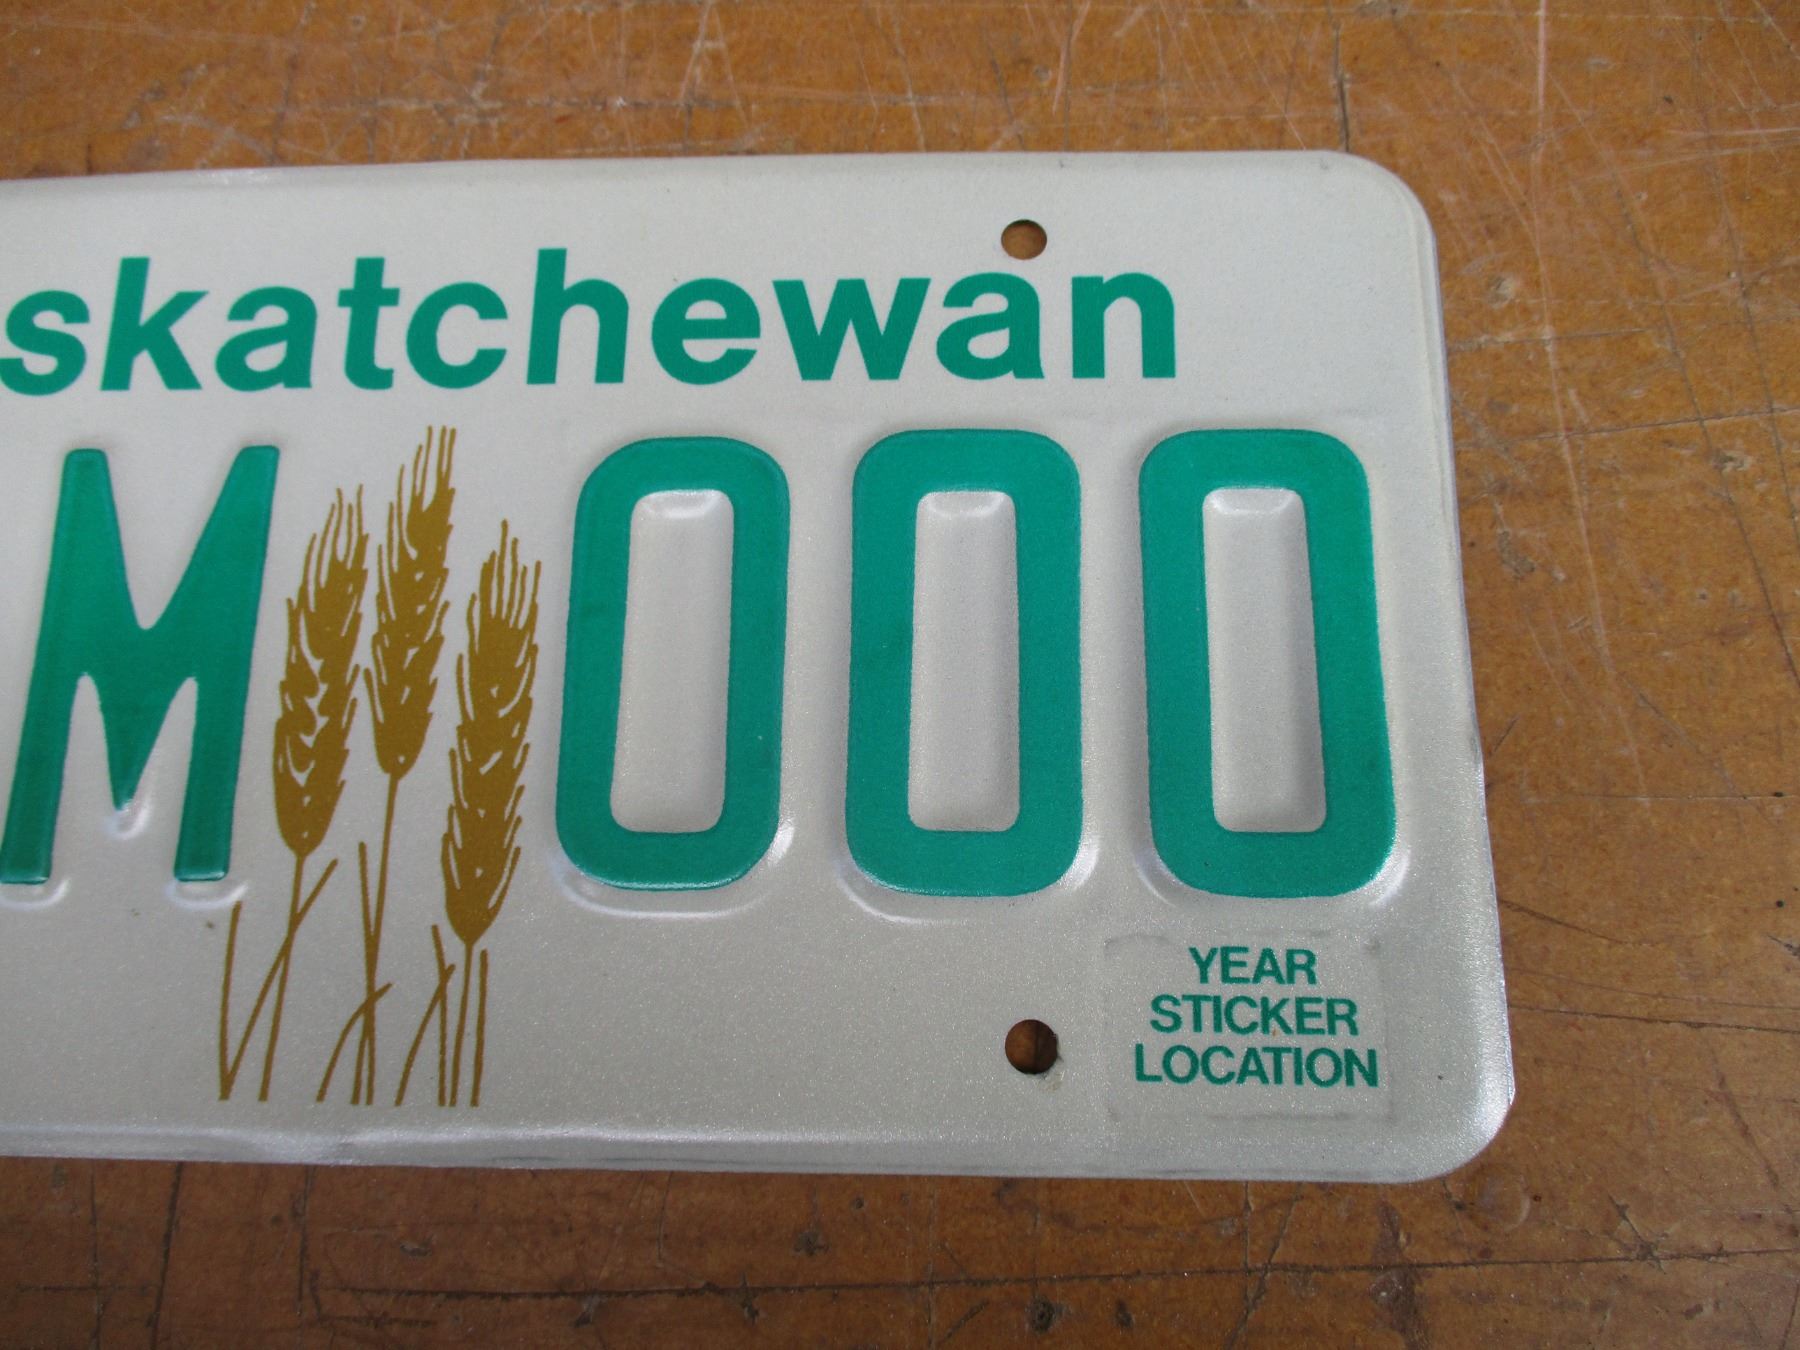 skatchewan
M 000
YEAR
STICKER
LOCATION